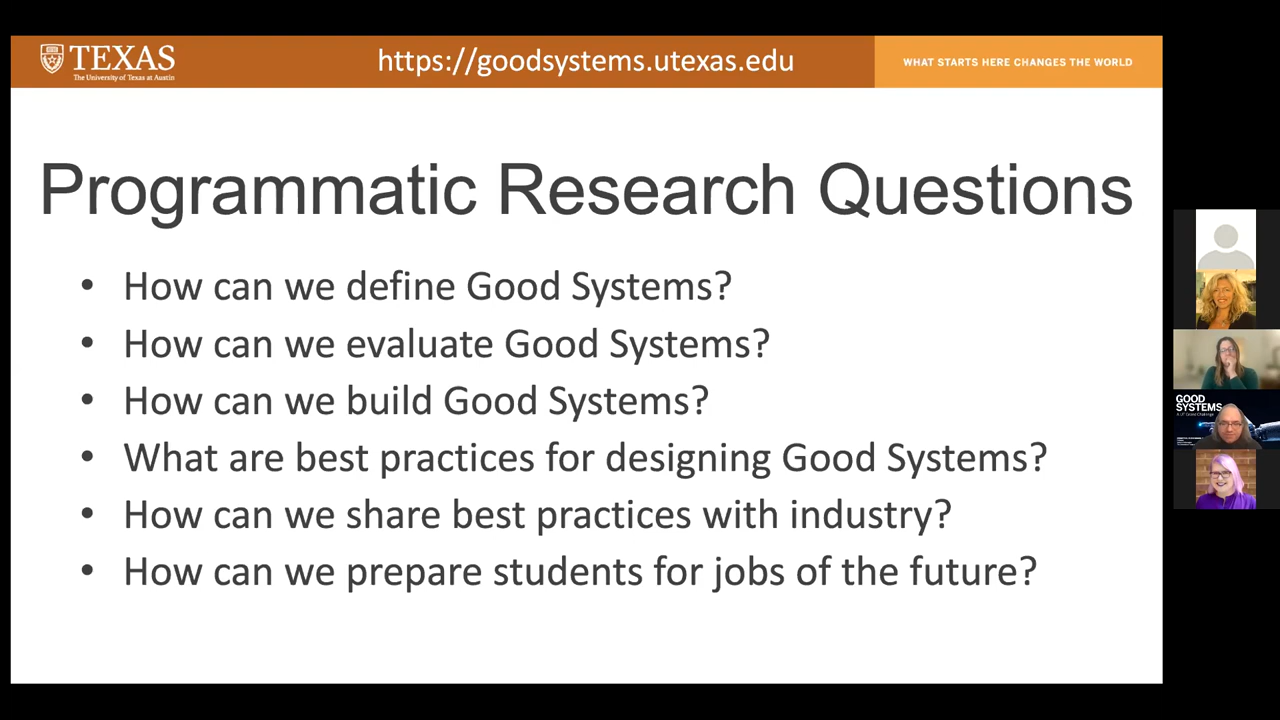 TEXAS
The University of Texas at Austin
https://goodsystems.utexas.edu
WHAT STARTS HERE CHANGES THE WORLD
Programmatic Research Questions
• How can we define Good Systems?
• How can we evaluate Good Systems?
• How can we build Good Systems?
• What are best practices for designing Good Systems?
• How can we share best practices with industry?
• How can we prepare students for jobs of the future?
GOOD
SYSTEMS